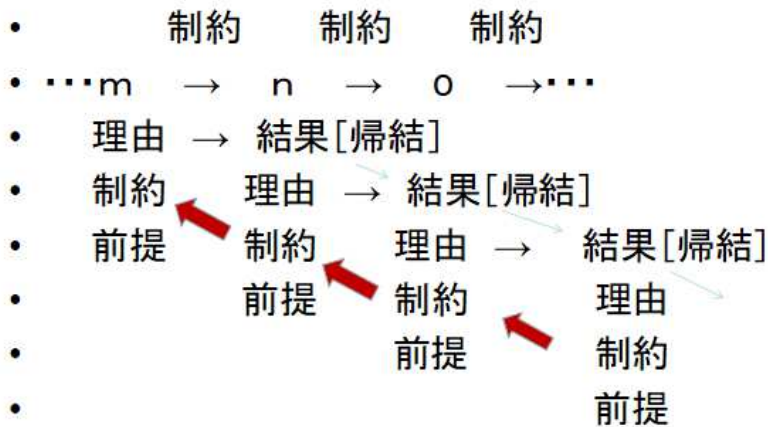 • 制約 制約 制約
• ・・・m → n → o →・・・
• 理由 → 結果[帰結]
• 制約 理由 → 結果[帰結]
• 前提 制約 理由 → 結果[帰結]
• 前提 制約 理由
• 前提 制約
• 前提